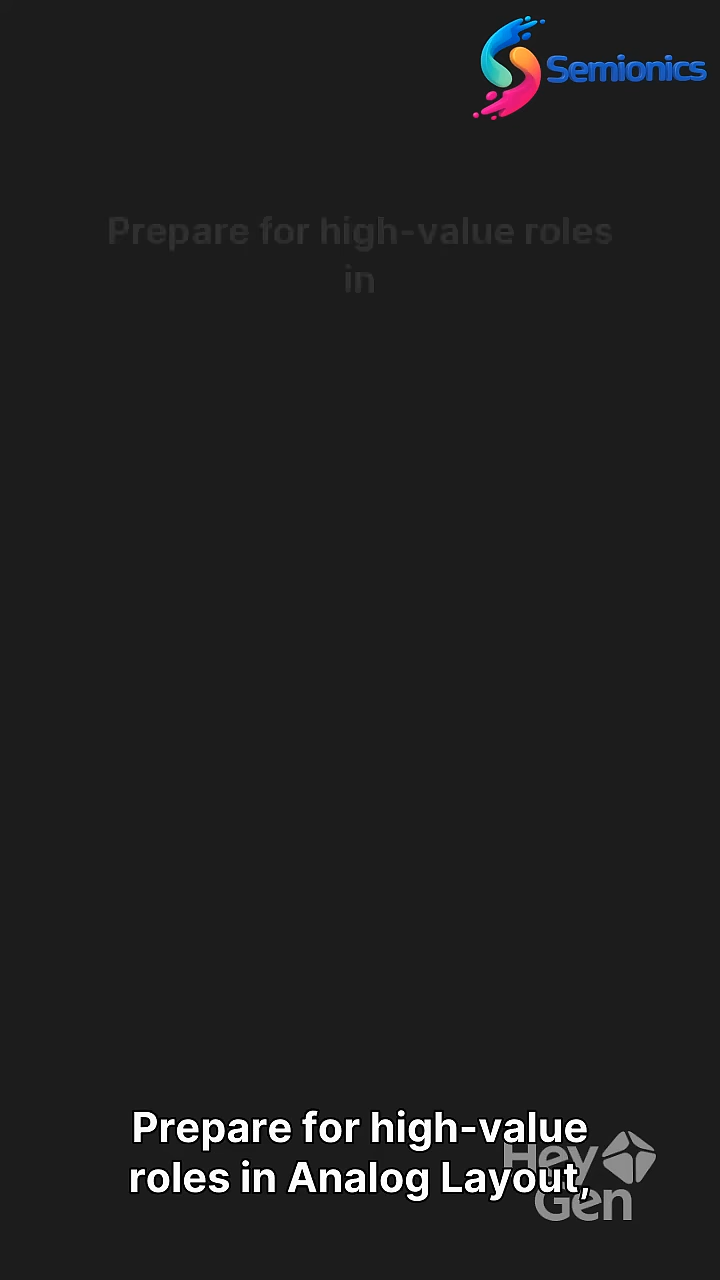 Semionics
Prepare for high-value roles
in
Prepare for high-value
roles in Analog Layout,
Hey
Gen